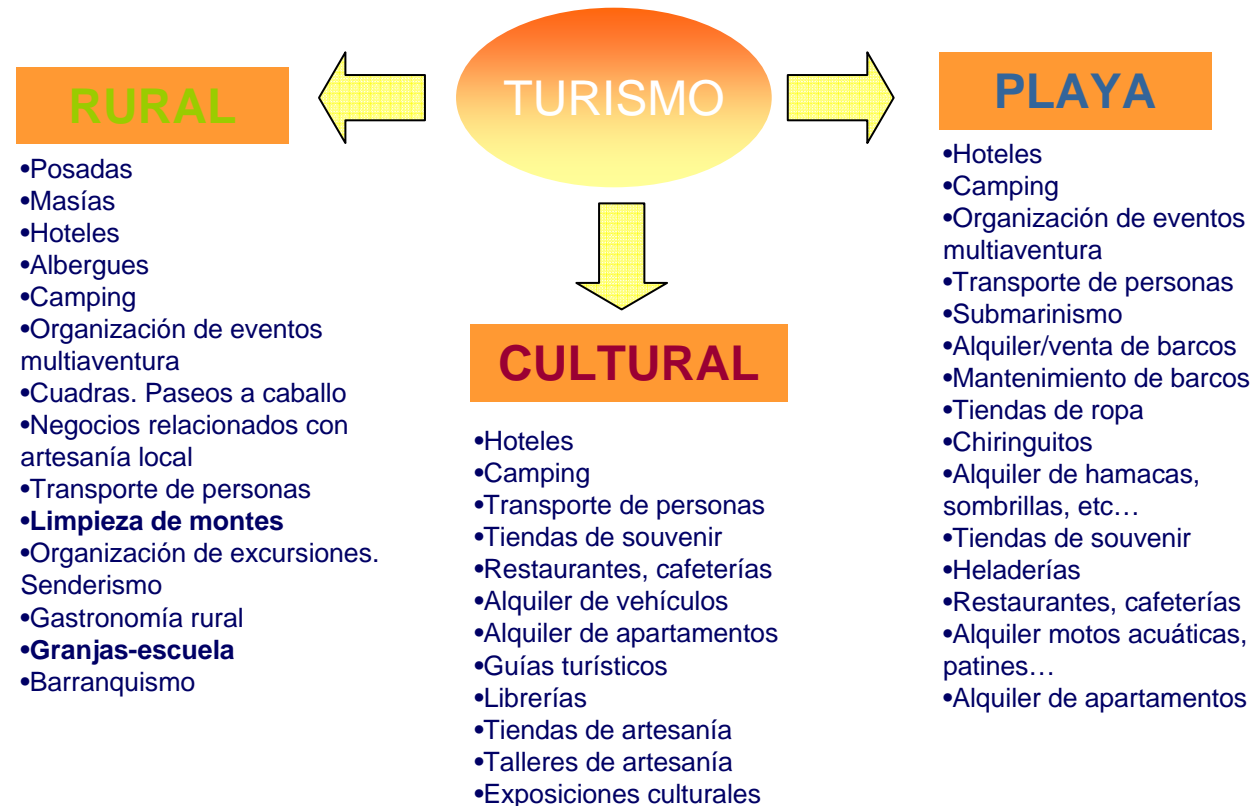 TURISMO
RURAL
•Posadas
•Masías
•Hoteles
•Albergues
•Camping
•Organización de eventos
multiaventura
•Cuadras. Paseos a caballo
•Negocios relacionados con
artesanía local
•Transporte de personas
•Limpieza de montes
•Organización de excursiones.
Senderismo
•Gastronomía rural
•Granjas-escuela
•Barranquismo
CULTURAL
•Hoteles
•Camping
•Transporte de personas
•Tiendas de souvenir
•Restaurantes, cafeterías
•Alquiler de vehículos
•Alquiler de apartamentos
•Guías turísticos
•Librerías
•Tiendas de artesanía
•Talleres de artesanía
•Exposiciones culturales
PLAYA
•Hoteles
•Camping
•Organización de eventos
multiaventura
•Transporte de personas
•Submarinismo
•Alquiler/venta de barcos
•Mantenimiento de barcos
•Tiendas de ropa
•Chiringuitos
•Alquiler de hamacas,
sombrillas, etc…
•Tiendas de souvenir
•Heladerías
•Restaurantes, cafeterías
•Alquiler motos acuáticas,
patines…
•Alquiler de apartamentos